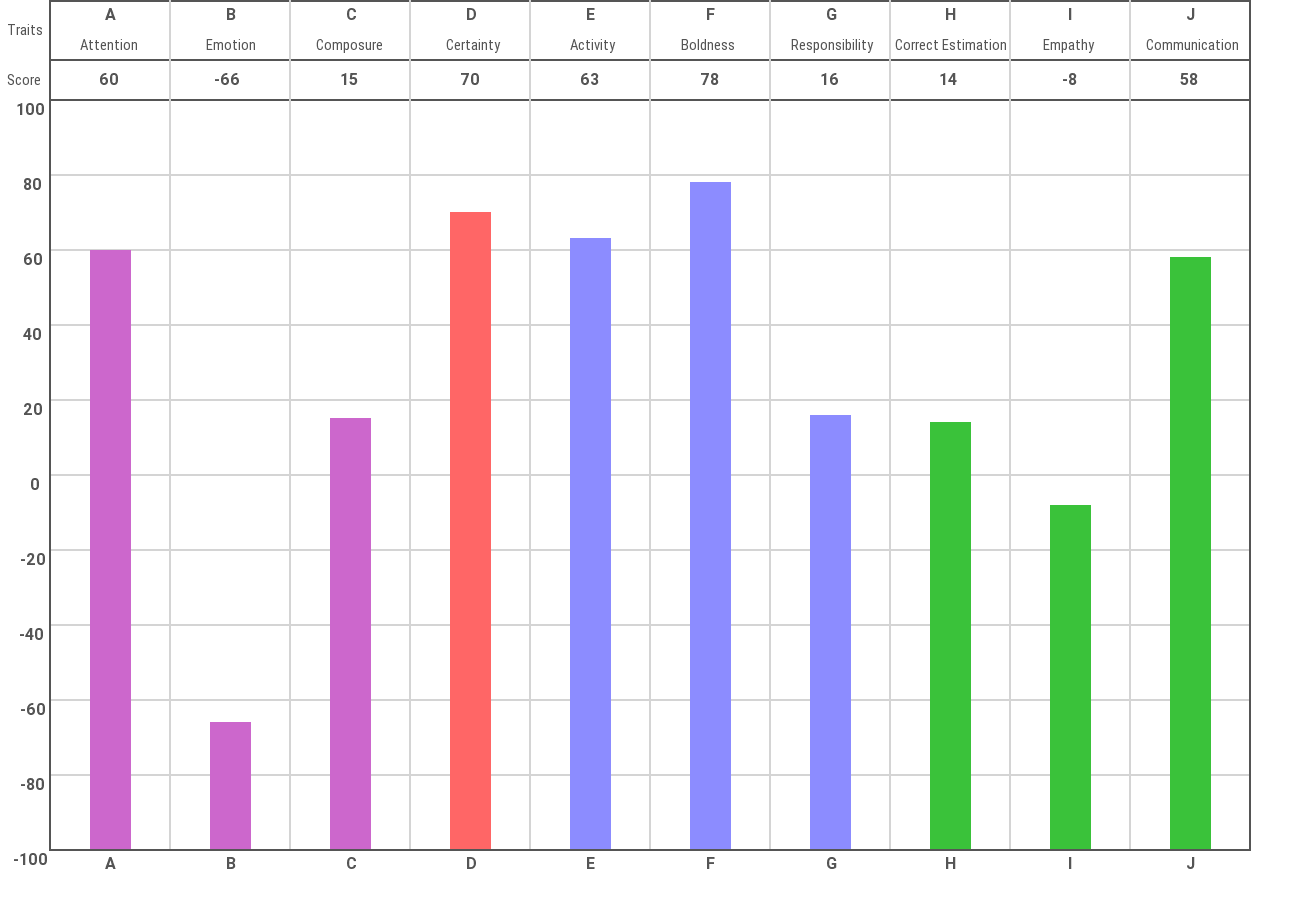 A B C D E F G H I J
Traits
Attention Emotion Composure Certainty Activity Boldness Responsibility Correct Estimation Empathy Communication
Score 60 -66 15 70 63 78 16 14 -8 58
100
80
60
40
20
0
-20
-40
-60
-80
-100
A B C D E F G H I J